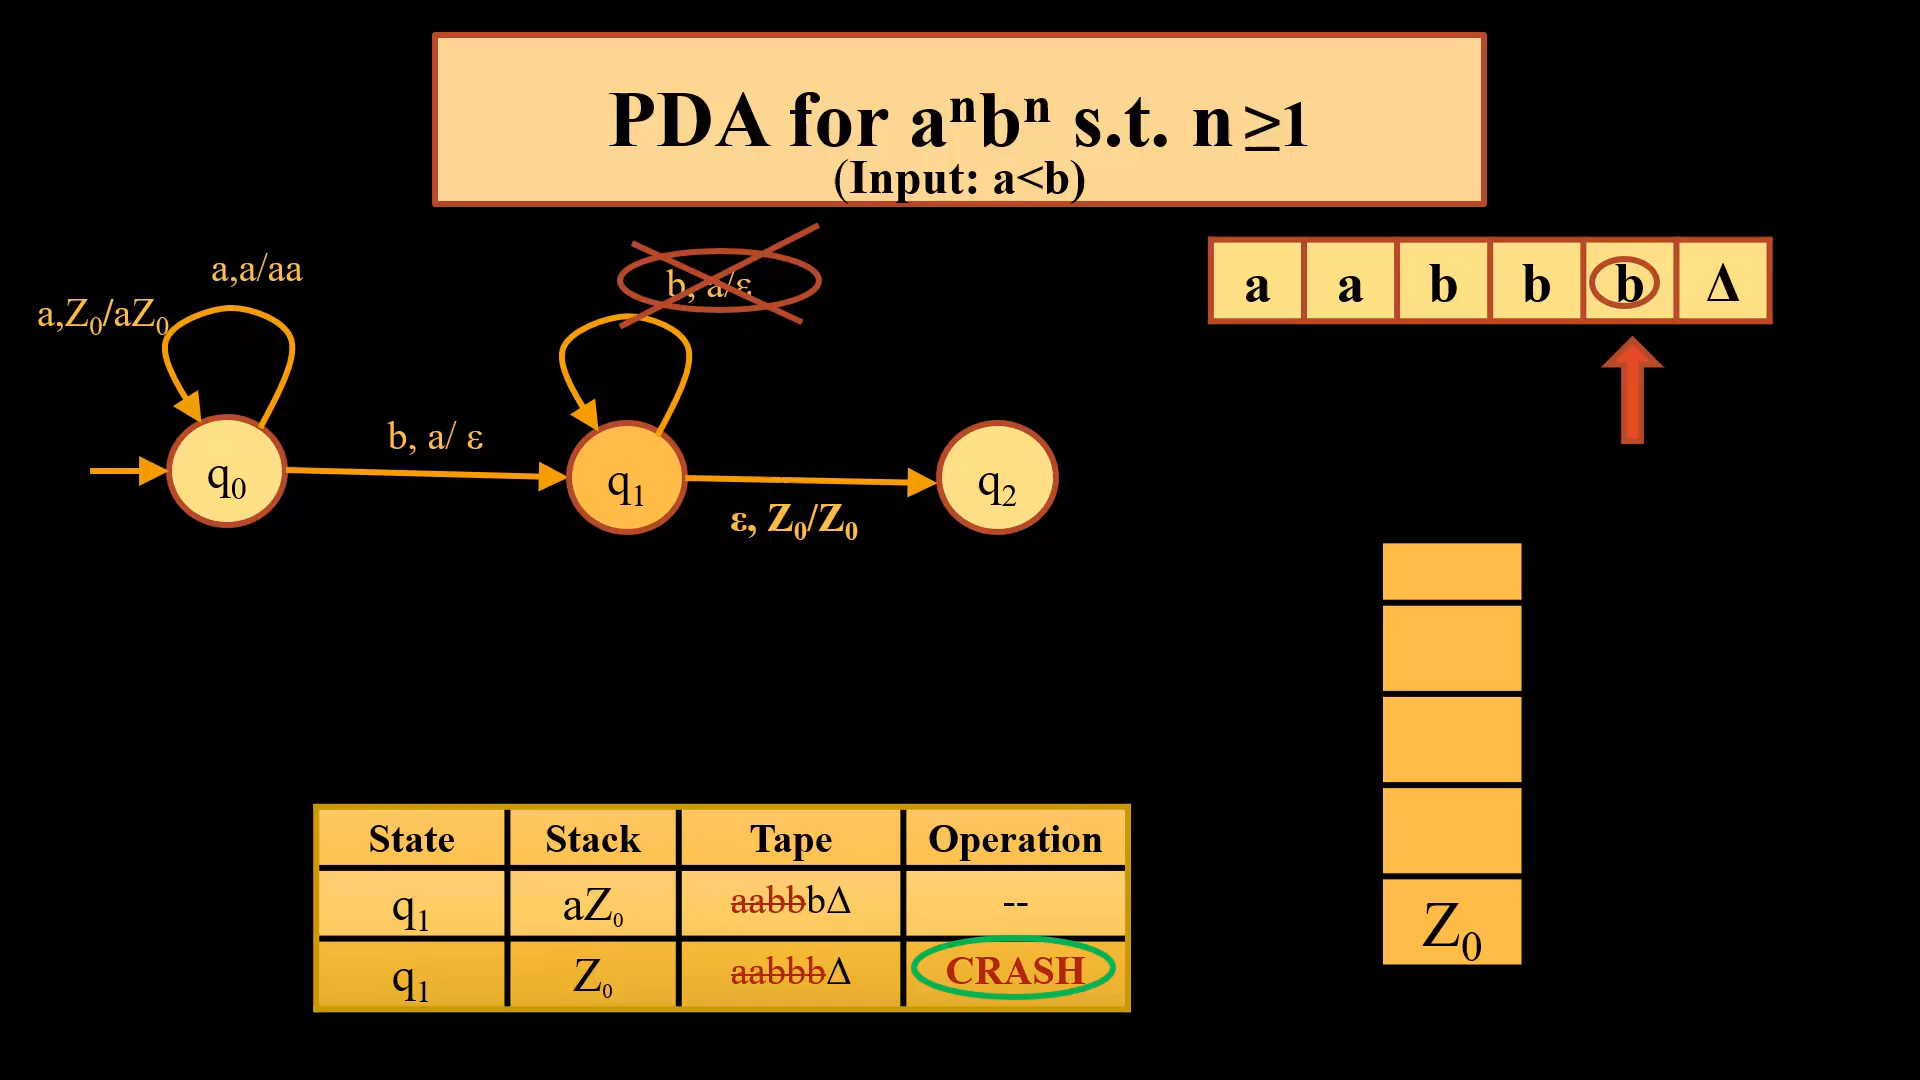 PDA for aⁿbⁿ s.t. n ≥1
(Input: a<b)
a,a/aa
a,Z₀/aZ₀
b, a/ε
a a b b b Δ
b, a/ ε
q₀
q₁
q₂
ε, Z₀/Z₀
Z₀
State Stack Tape Operation
q₁ aZ₀ aabbbΔ --
q₁ Z₀ aabbbΔ CRASH